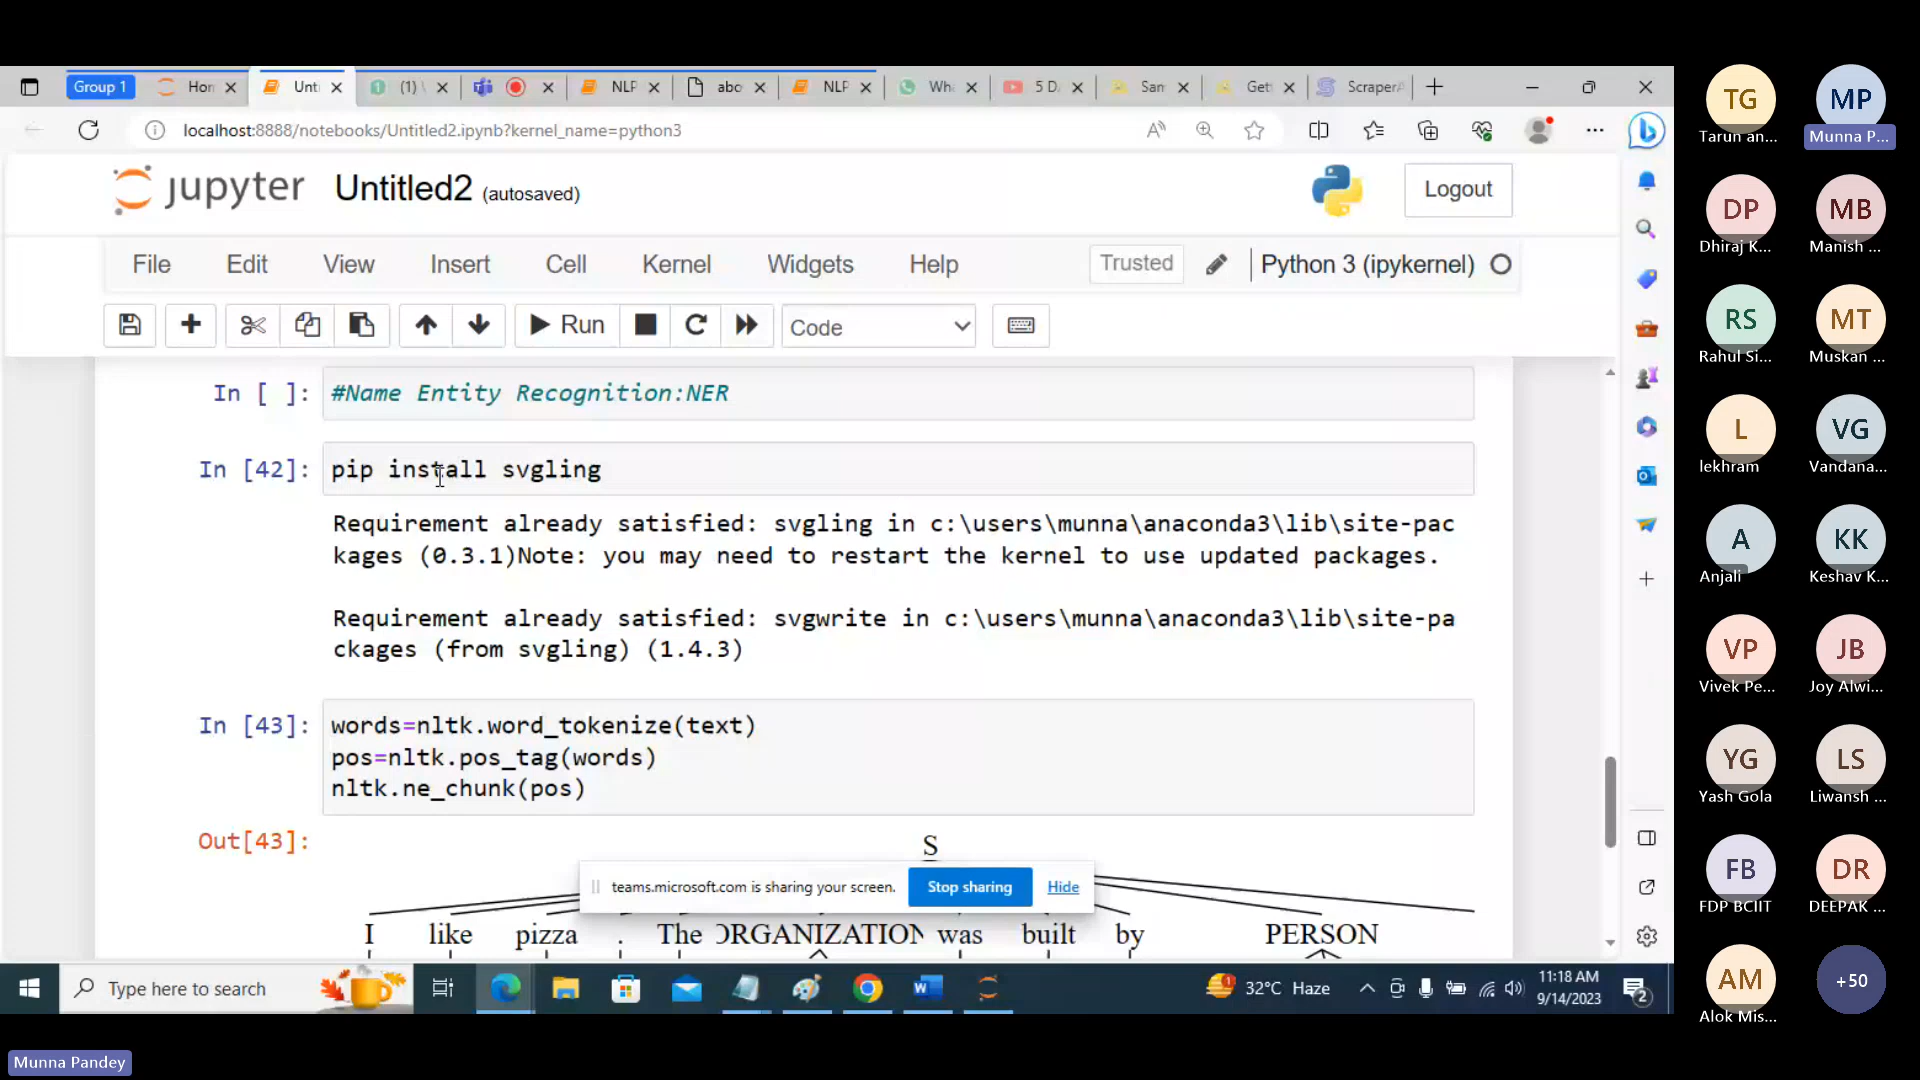 Group 1
Hon
Unti
(1)
NLP
abo
NLP
Wha
5 D.
San
Get
ScraperA
localhost:8888/notebooks/Untitled2.ipynb?kernel_name=python3
jupyter
Untitled2 (autosaved)
Logout
File Edit View Insert Cell Kernel Widgets Help
Trusted
Python 3 (ipykernel)
Run
Code
In [ ]: #Name Entity Recognition:NER
In [42]: pip install svgling
Requirement already satisfied: svgling in c:\users\munna\anaconda3\lib\site-pac
kages (0.3.1)Note: you may need to restart the kernel to use updated packages.
Requirement already satisfied: svgwrite in c:\users\munna\anaconda3\lib\site-pa
ckages (from svgling) (1.4.3)
In [43]: words=nltk.word_tokenize(text)
pos=nltk.pos_tag(words)
nltk.ne_chunk(pos)
Out[43]:
S
teams.microsoft.com is sharing your screen. Stop sharing Hide
I like pizza . The ORGANIZATION was built by PERSON
Type here to search
32°C Haze
11:18 AM
9/14/2023
2
Munna Pandey
TG MP
Tarun an... Munna P...
DP MB
Dhiraj K... Manish ...
RS MT
Rahul Si... Muskan ...
L VG
lekhram Vandana...
A KK
Anjali Keshav K...
VP JB
Vivek Pe... Joy Alwi...
YG LS
Yash Gola Liwansh ...
FB DR
FDP BCIIT DEEPAK ...
AM +50
Alok Mis...